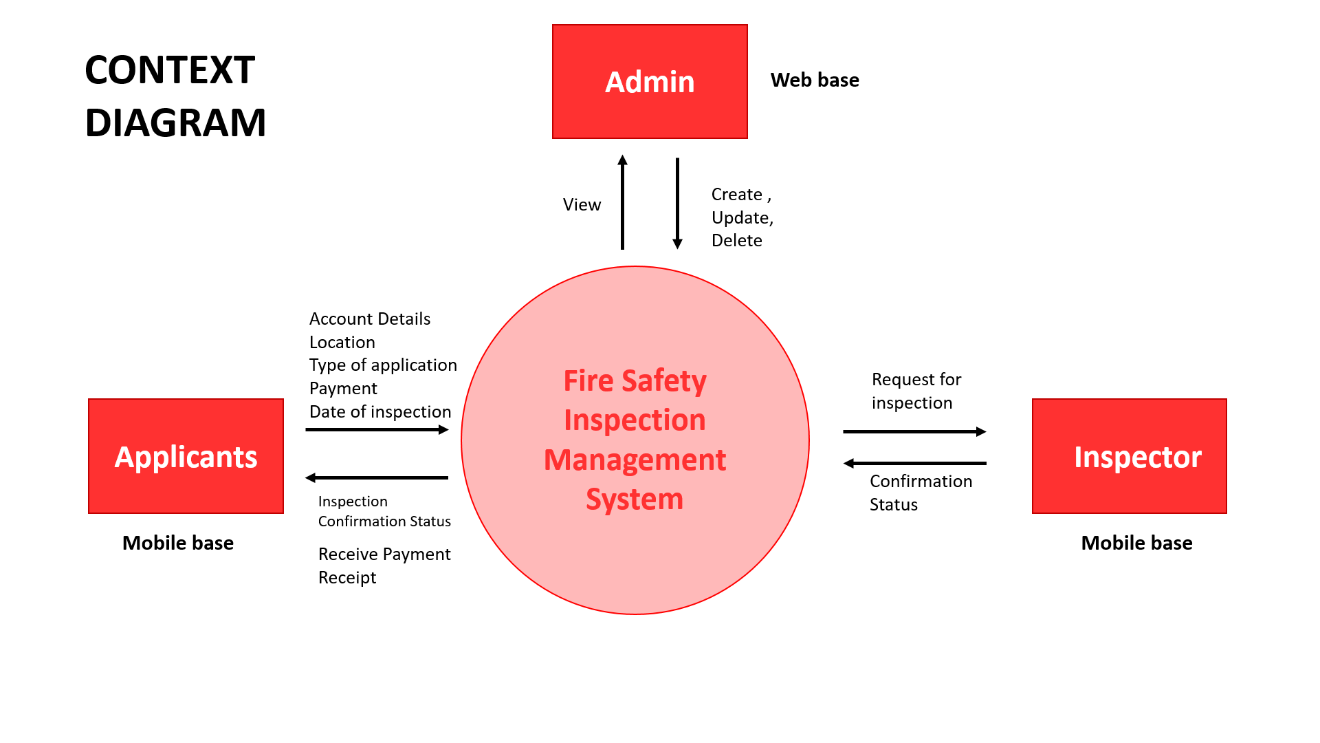 CONTEXT
DIAGRAM
Admin
Web base
View
Create ,
Update,
Delete
Account Details
Location
Type of application
Payment
Date of inspection
Applicants
Mobile base
Inspection
Confirmation Status
Receive Payment
Receipt
Fire Safety
Inspection
Management
System
Request for
inspection
Confirmation
Status
Inspector
Mobile base